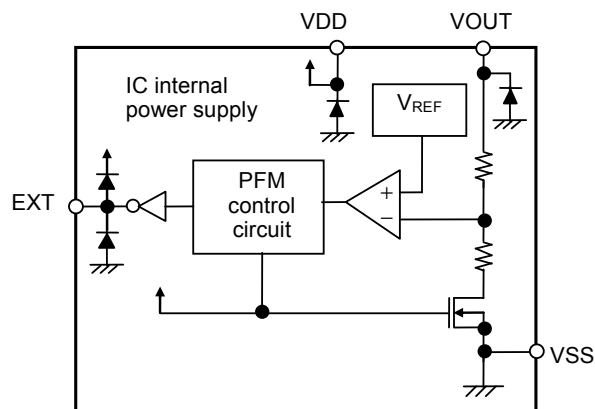 VDD
VOUT
IC internal
power supply
VREF
EXT
PFM
control
circuit
+
−
VSS